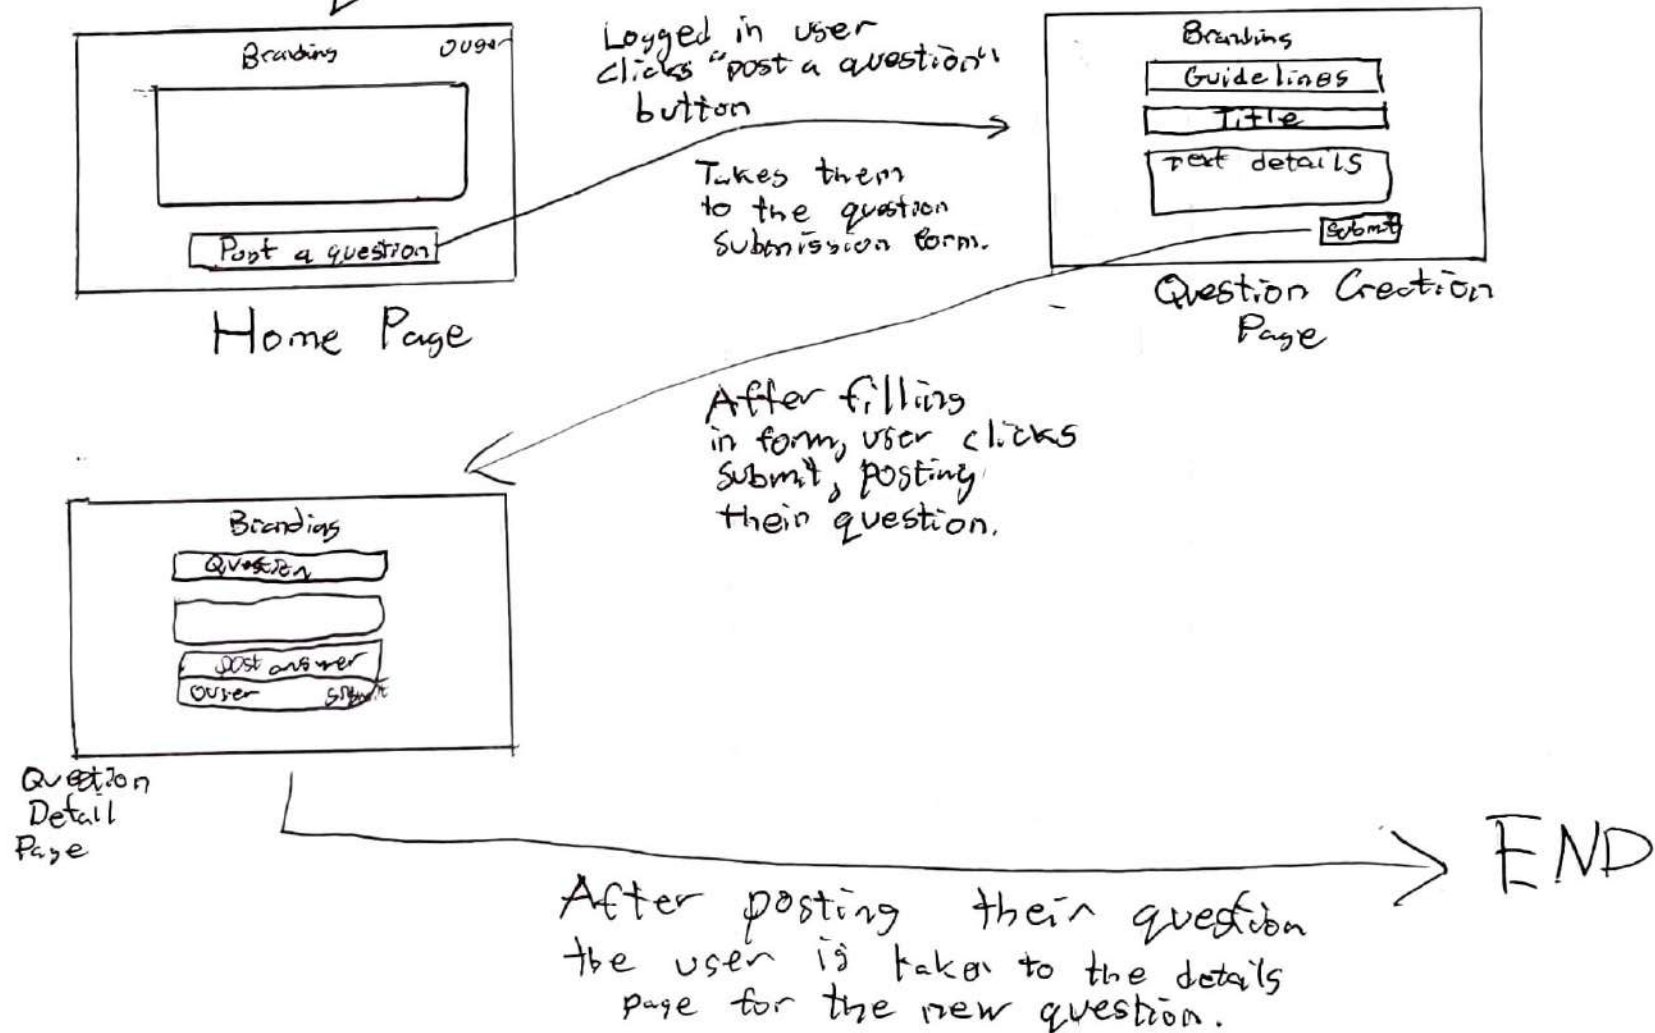 Branding
user
Post a question
Home Page
Logged in user
clicks "post a question"
button
Takes them
to the question
submission form.
Branding
Guidelines
Title
Text details
Submit
Question Creation
Page
After filling
in form, user clicks
submit, posting
their question.
Branding
Question
post answer
user submit
Question
Detail
Page
After posting their question
the user is taken to the details
page for the new question.
END